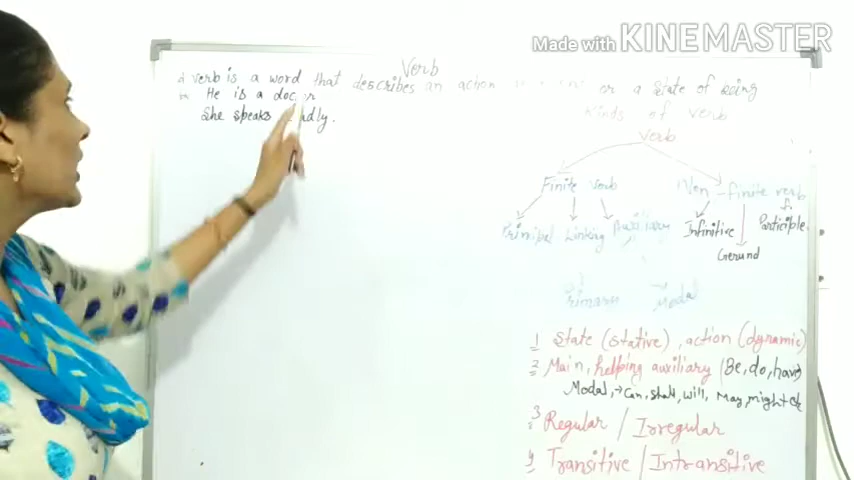 Made with KINEMASTER
Verb
A verb is a word that describes an action or a state of being
He is a doctor
She speaks loudly.
Kinds of verb
Verb
Finite verb Non-finite verb
Principal Linking Auxiliary Infinitive Participle
Gerund
Primary Modal
1 State (stative), action (dynamic)
2 Main, helping auxiliary (Be, do, have)
Modal, → Can, shall, will, May, might etc
3 Regular / Irregular
4 Transitive / Intransitive